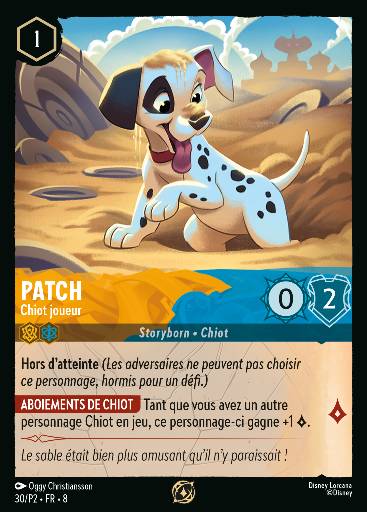 1
PATCH
Chiot joueur
0
2
Storyborn • Chiot
Hors d'atteinte (Les adversaires ne peuvent pas choisir
ce personnage, hormis pour un défi.)
ABOIEMENTS DE CHIOT Tant que vous avez un autre
personnage Chiot en jeu, ce personnage-ci gagne +1 .
Le sable était bien plus amusant qu'il n'y paraissait !
Oggy Christiansson
30/P2 • FR • 8
Disney Lorcana
©Disney